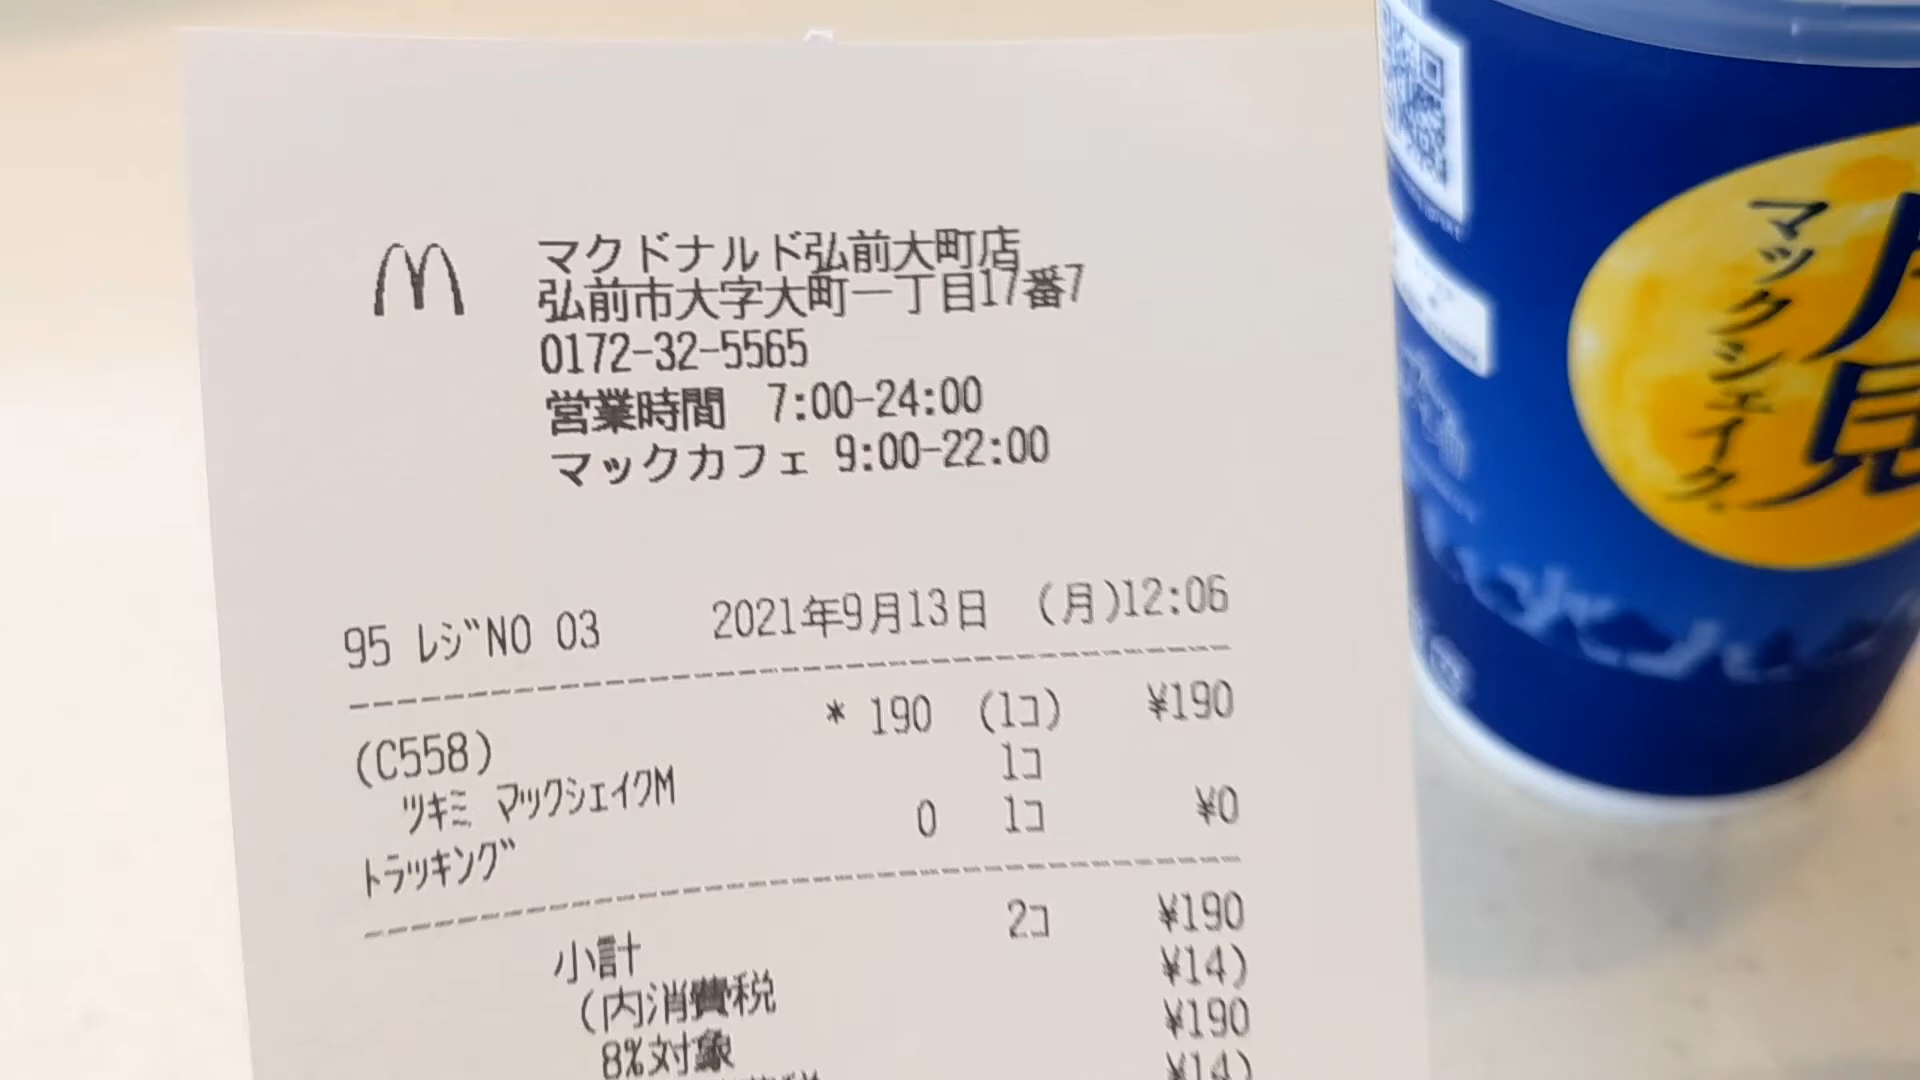 マクドナルド弘前大町店
弘前市大字大町一丁目17番7
0172-32-5565
営業時間 7:00-24:00
マックカフェ 9:00-22:00
95 ﾚｼﾞNO 03 2021年9月13日 (月)12:06
(C558) * 190 (1ｺ) ¥190
ﾂｷﾐ ﾏｯｸｼｪｲｸM 1ｺ
ﾄﾗｯｷﾝｸﾞ 0 1ｺ ¥0
小計 2ｺ ¥190
(内消費税 ¥14)
8%対象 ¥190
¥14)
マックシェイク
月見